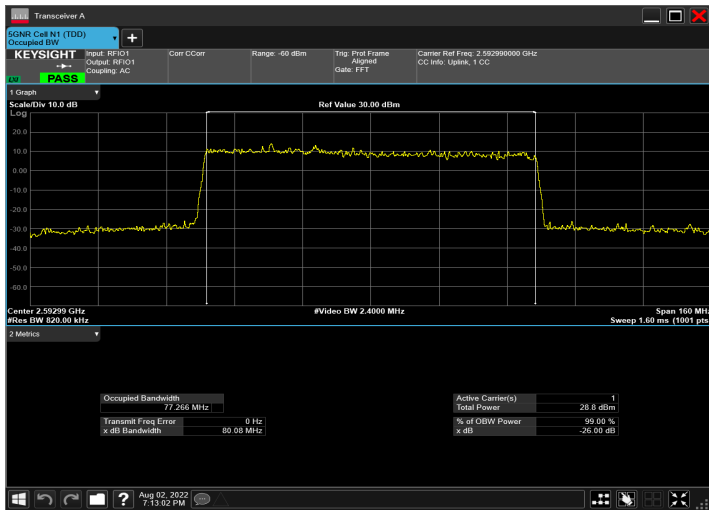 Transceiver A
5GNR Cell N1 (TDD)
Occupied BW
KEYSIGHT
Input: RFIO1
Output: RFIO1
Coupling: AC
Corr CCorr
Range: -60 dBm
Trig: Prot Frame
Aligned
Gate: FFT
Carrier Ref Freq: 2.592990000 GHz
CC Info: Uplink, 1 CC
LXI PASS
1 Graph
Scale/Div 10.0 dB
Ref Value 30.00 dBm
Log
20.0
10.0
0.00
-10.0
-20.0
-30.0
-40.0
-50.0
-60.0
Center 2.59299 GHz
#Video BW 2.4000 MHz
Span 160 MHz
#Res BW 820.00 kHz
Sweep 1.60 ms (1001 pts
2 Metrics
Occupied Bandwidth
77.266 MHz
Transmit Freq Error 0 Hz
x dB Bandwidth 80.08 MHz
Active Carrier(s) 1
Total Power 28.8 dBm
% of OBW Power 99.00 %
x dB -26.00 dB
Aug 02, 2022
7:13:02 PM